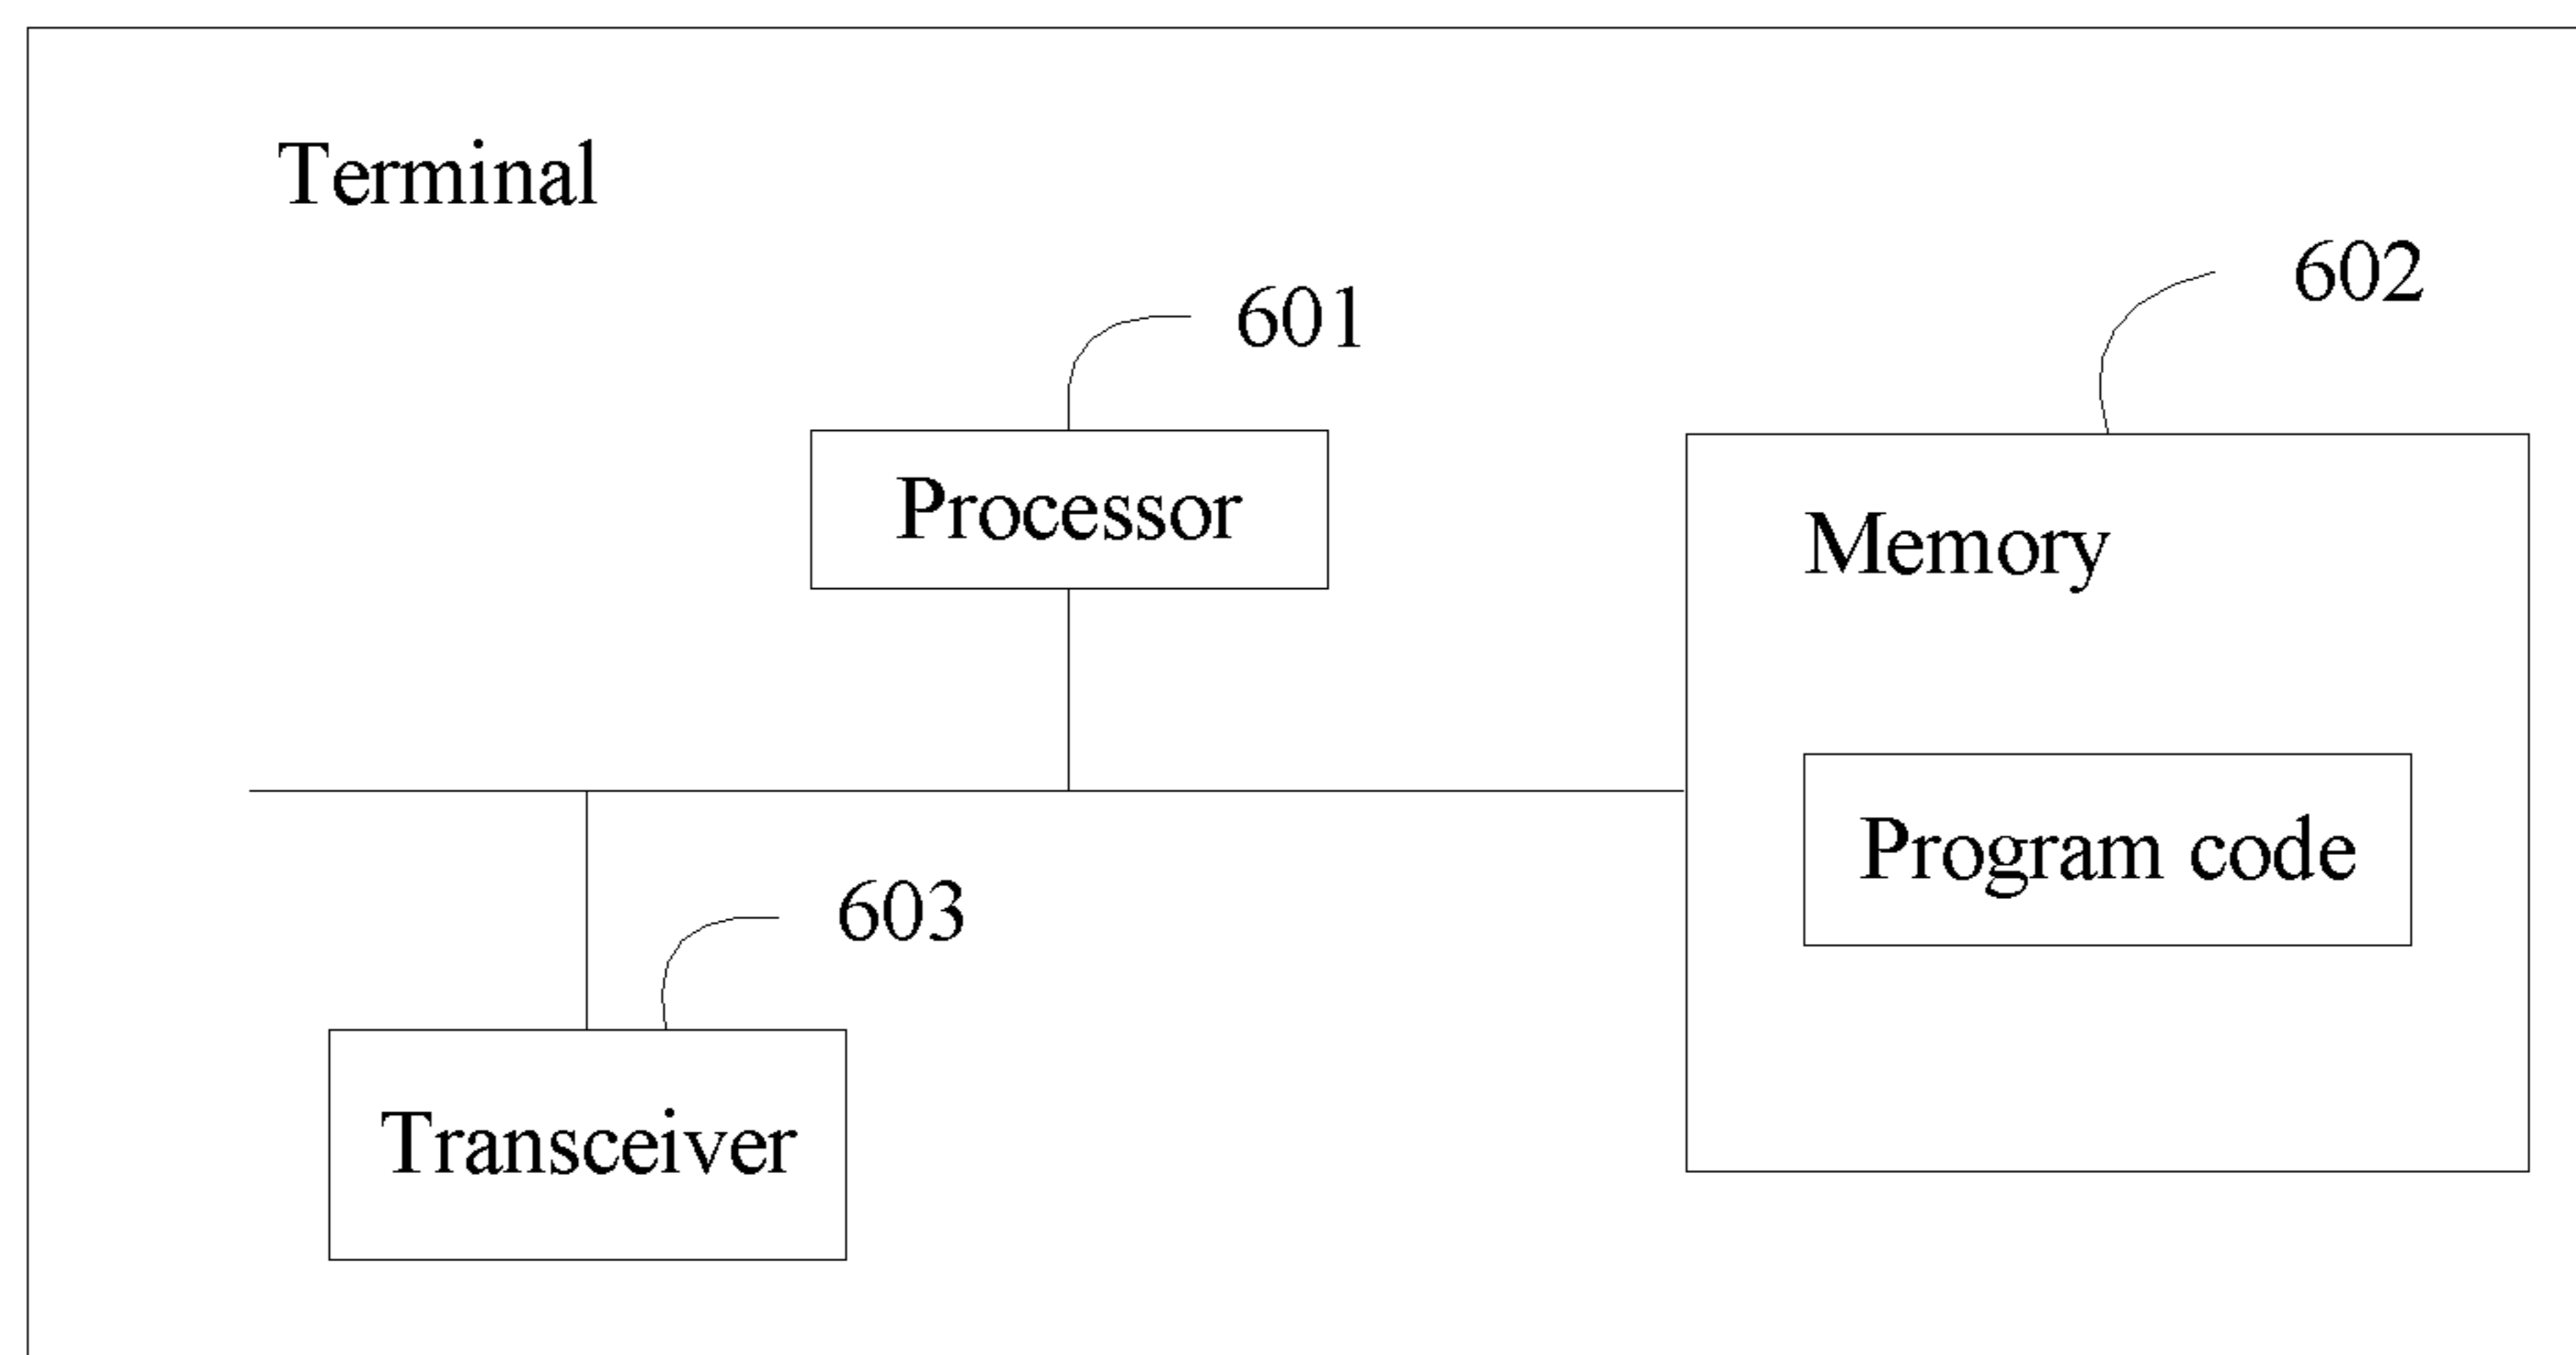 Terminal
601
602
Processor
Memory
Program code
603
Transceiver